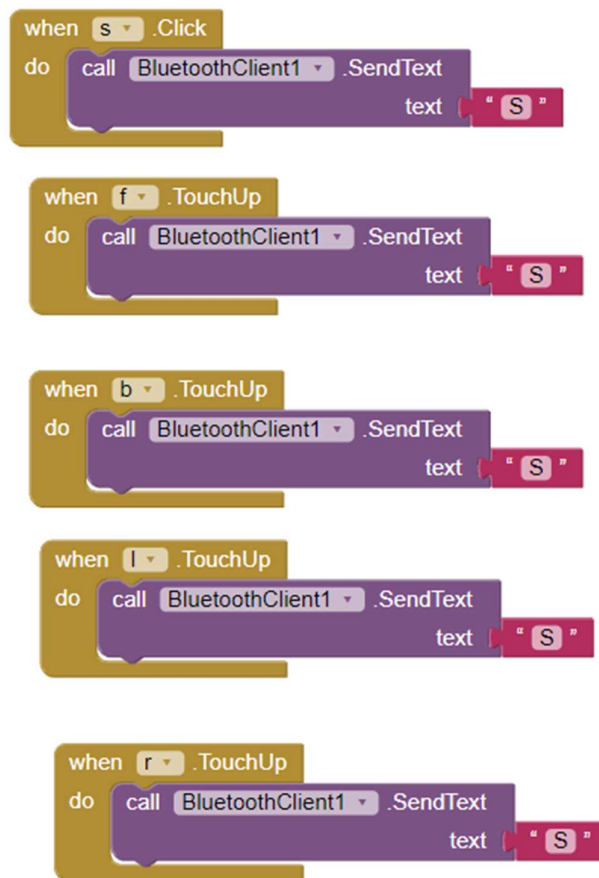 when s .Click
do call BluetoothClient1 .SendText
text " S "
when f .TouchUp
do call BluetoothClient1 .SendText
text " S "
when b .TouchUp
do call BluetoothClient1 .SendText
text " S "
when l .TouchUp
do call BluetoothClient1 .SendText
text " S "
when r .TouchUp
do call BluetoothClient1 .SendText
text " S "